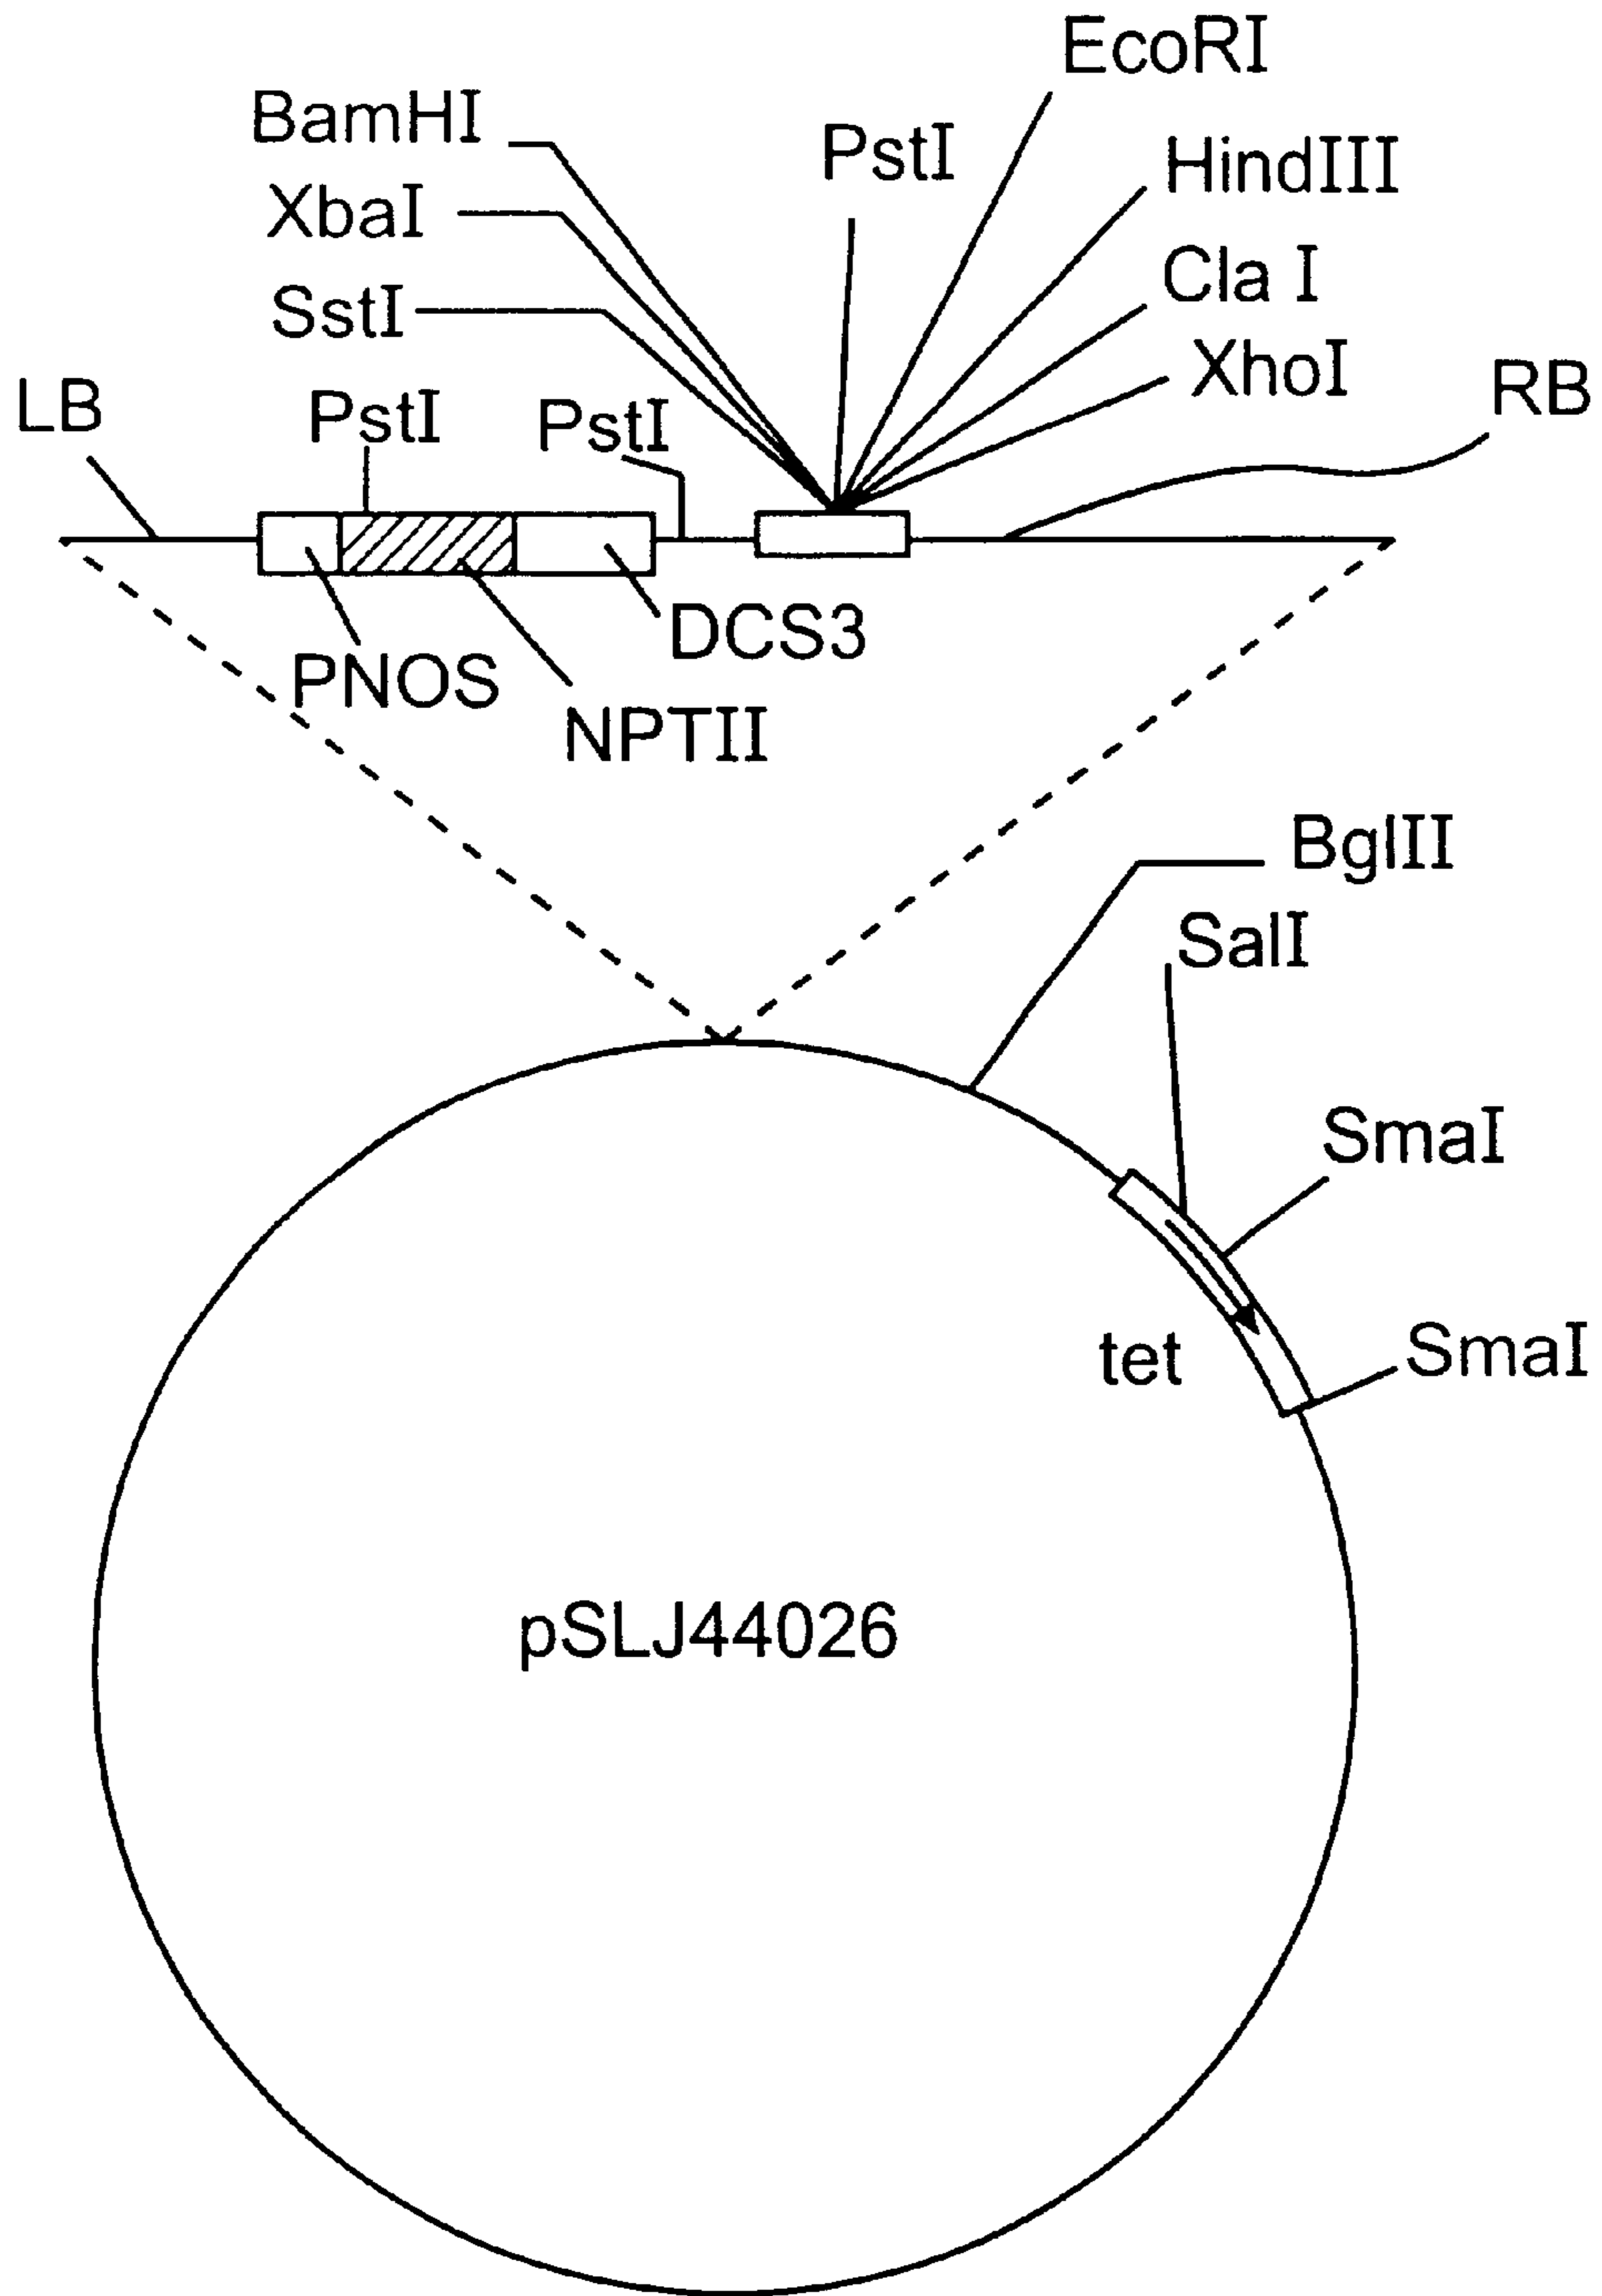 EcoRI
BamHI
PstI
HindIII
XbaI
Cla I
SstI
XhoI
LB
PstI
PstI
RB
DCS3
PNOS
NPTII
BglII
SalI
SmaI
tet
SmaI
pSLJ44026